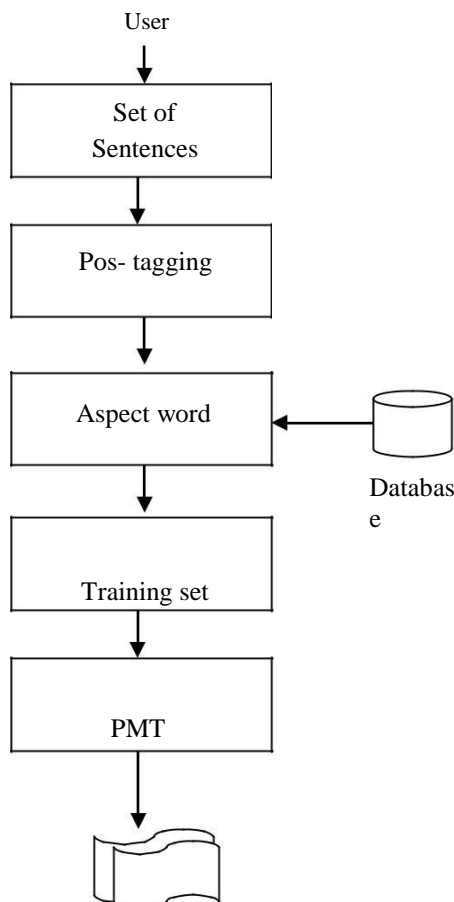 User
Set of
Sentences
Pos- tagging
Aspect word
Databas
e
Training set
PMT